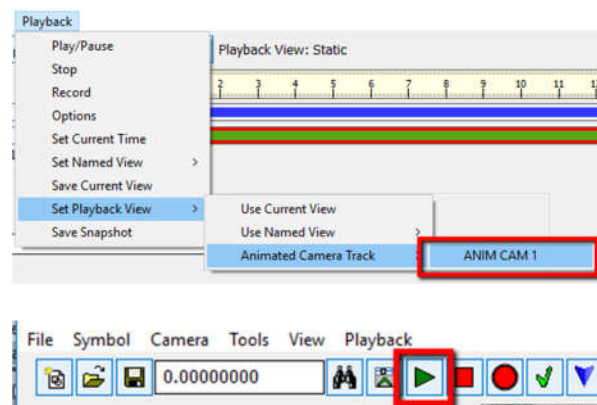 Playback
Play/Pause
Playback View: Static
Stop
2 3 4 5 6 7 8 9 10 11
Record
Options
Set Current Time
Set Named View >
Save Current View
Set Playback View > Use Current View
Save Snapshot Use Named View >
Animated Camera Track ANIM CAM 1
File Symbol Camera Tools View Playback
0.00000000